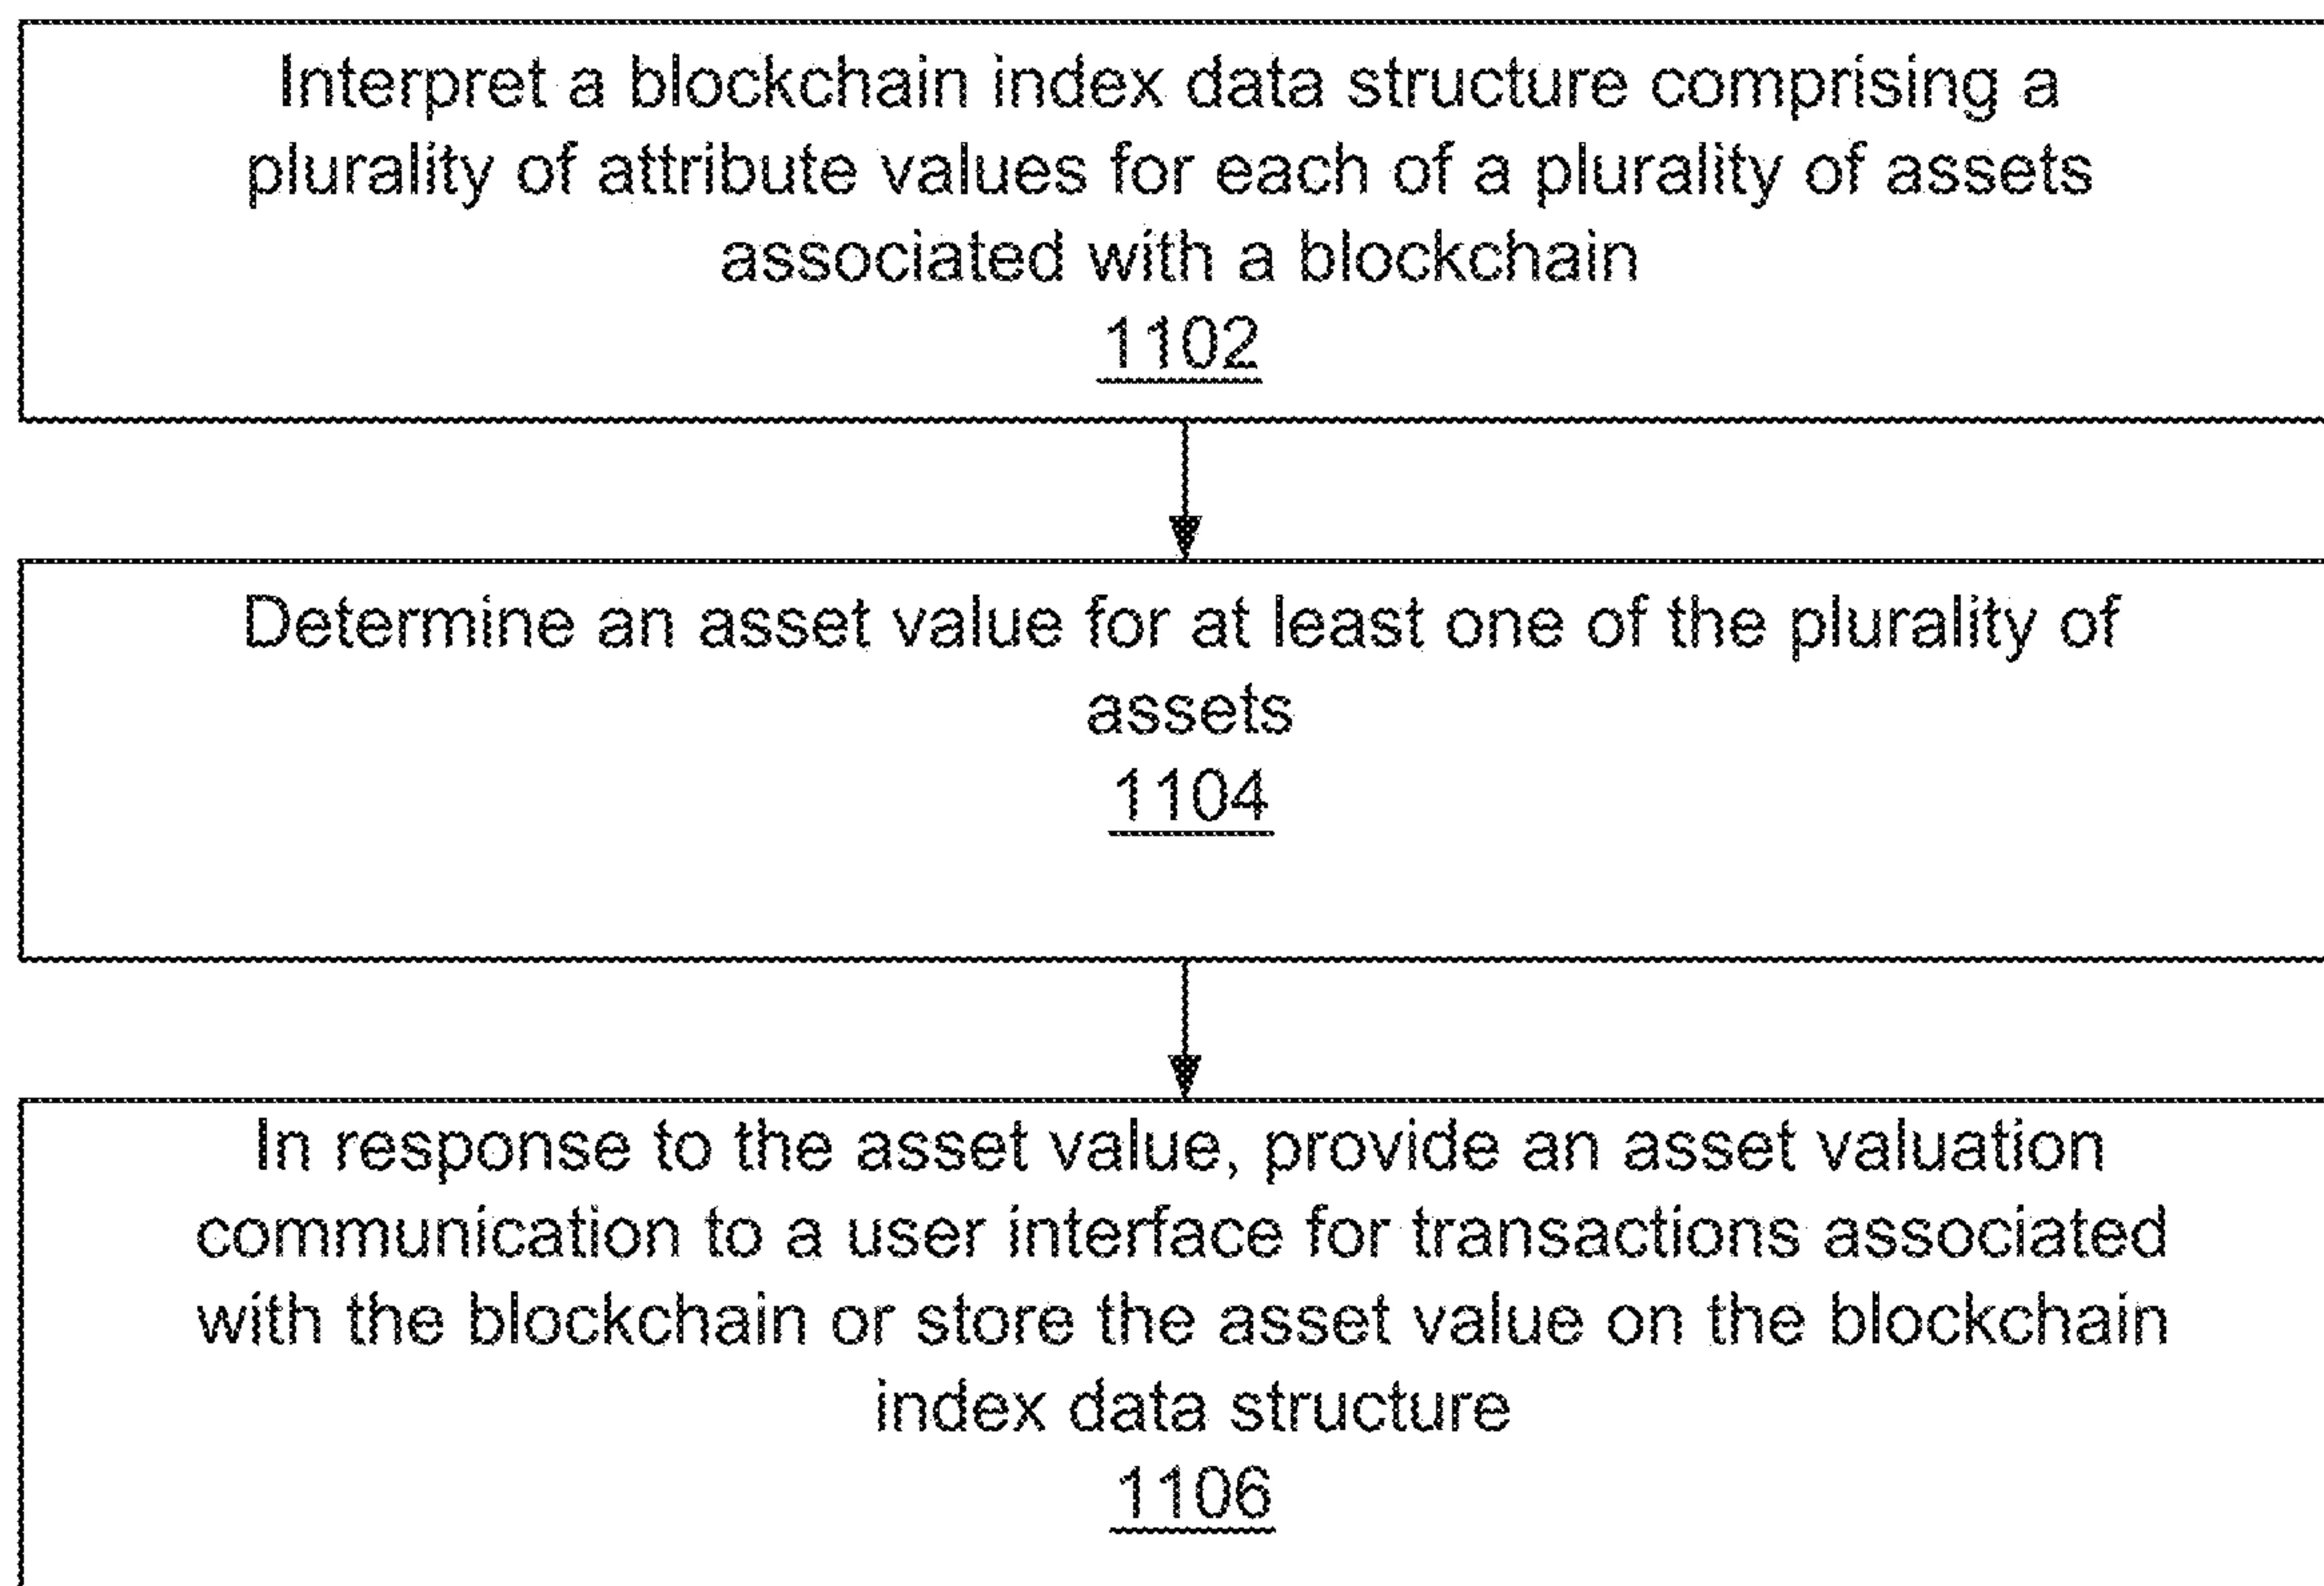 Interpret a blockchain index data structure comprising a
plurality of attribute values for each of a plurality of assets
associated with a blockchain
1102
Determine an asset value for at least one of the plurality of
assets
1104
In response to the asset value, provide an asset valuation
communication to a user interface for transactions associated
with the blockchain or store the asset value on the blockchain
index data structure
1106